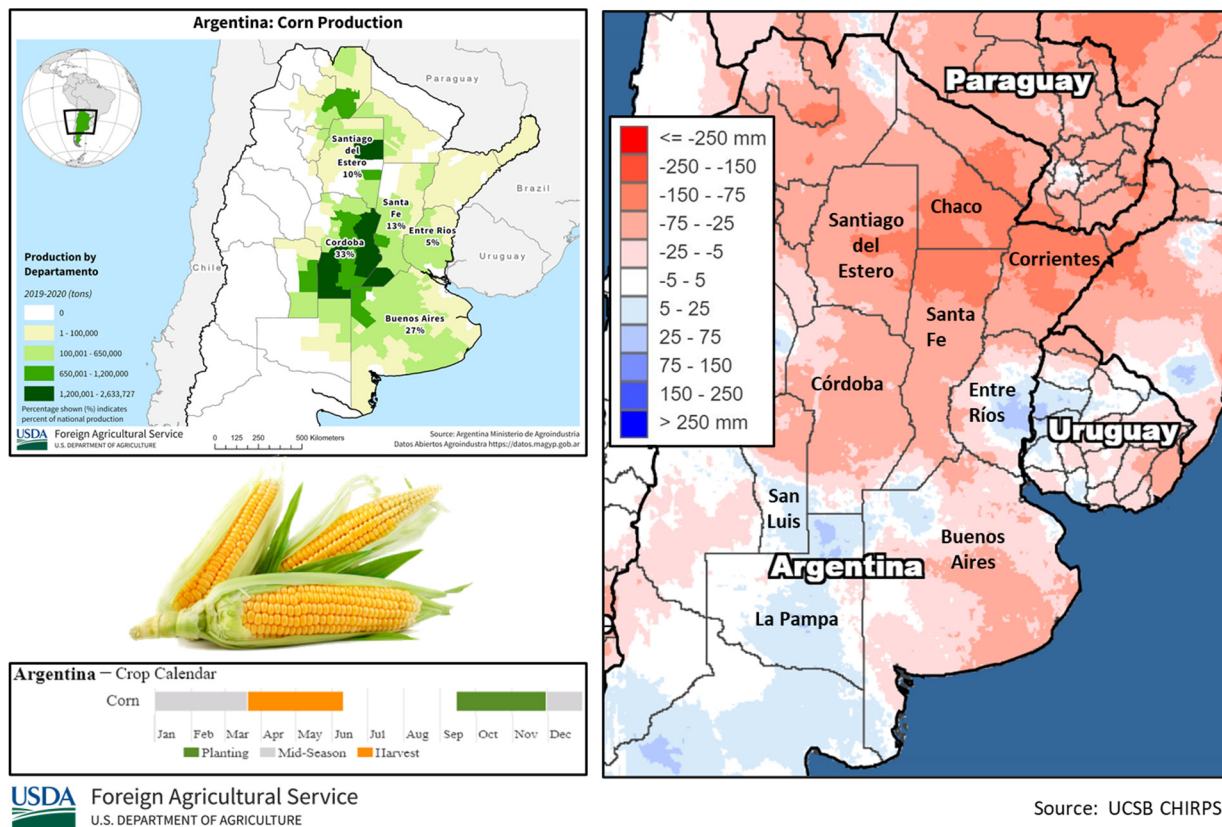 Argentina: Corn Production
Paraguay
Brazil
Chile
Uruguay
Santiago
del
Estero
10%
Santa
Fe
13%
Entre Rios
5%
Cordoba
33%
Buenos Aires
27%
Production by
Departamento
2019-2020 (tons)
0
1 - 100,000
100,001 - 650,000
650,001 - 1,200,000
1,200,001 - 2,633,727
Percentage shown (%) indicates
percent of national production
USDA Foreign Agricultural Service
U.S. DEPARTMENT OF AGRICULTURE
0 125 250 500 Kilometers
Source: Argentina Ministerio de Agroindustria
Datos Abiertos Agroindustra https://datos.magyp.gob.ar
Argentina – Crop Calendar
Corn
Jan Feb Mar Apr May Jun Jul Aug Sep Oct Nov Dec
Planting Mid-Season Harvest
USDA Foreign Agricultural Service
U.S. DEPARTMENT OF AGRICULTURE
<= -250 mm
-250 - -150
-150 - -75
-75 - -25
-25 - -5
-5 - 5
5 - 25
25 - 75
75 - 150
150 - 250
> 250 mm
Paraguay
Chaco
Santiago
del
Estero
Corrientes
Santa
Fe
Córdoba
Entre
Ríos
Uruguay
San
Luis
Buenos
Aires
Argentina
La Pampa
Source: UCSB CHIRPS